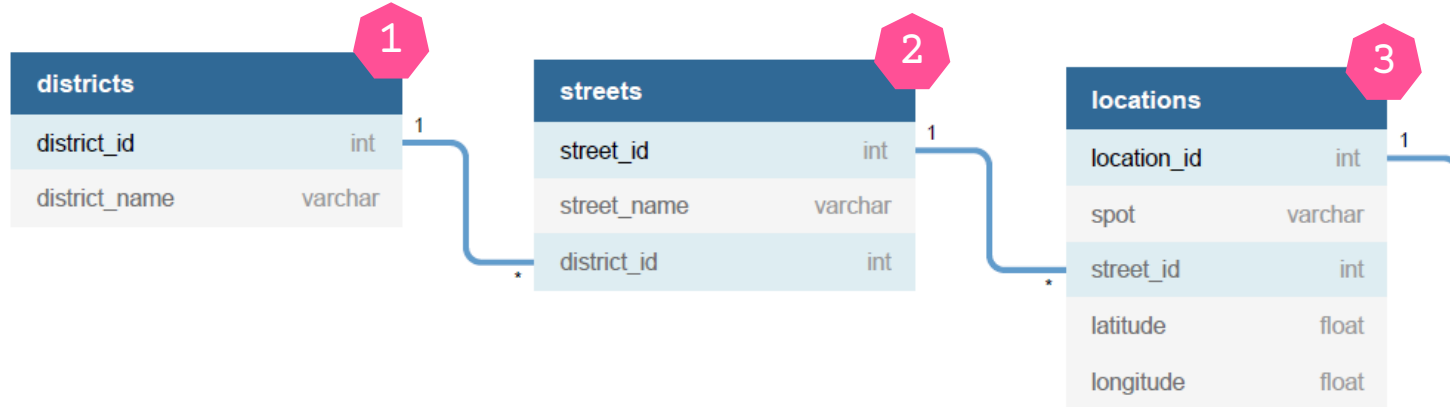 1
districts
district_id int
district_name varchar
1
*
2
streets
street_id int
street_name varchar
district_id int
1
*
3
locations
location_id int
spot varchar
street_id int
latitude float
longitude float
1